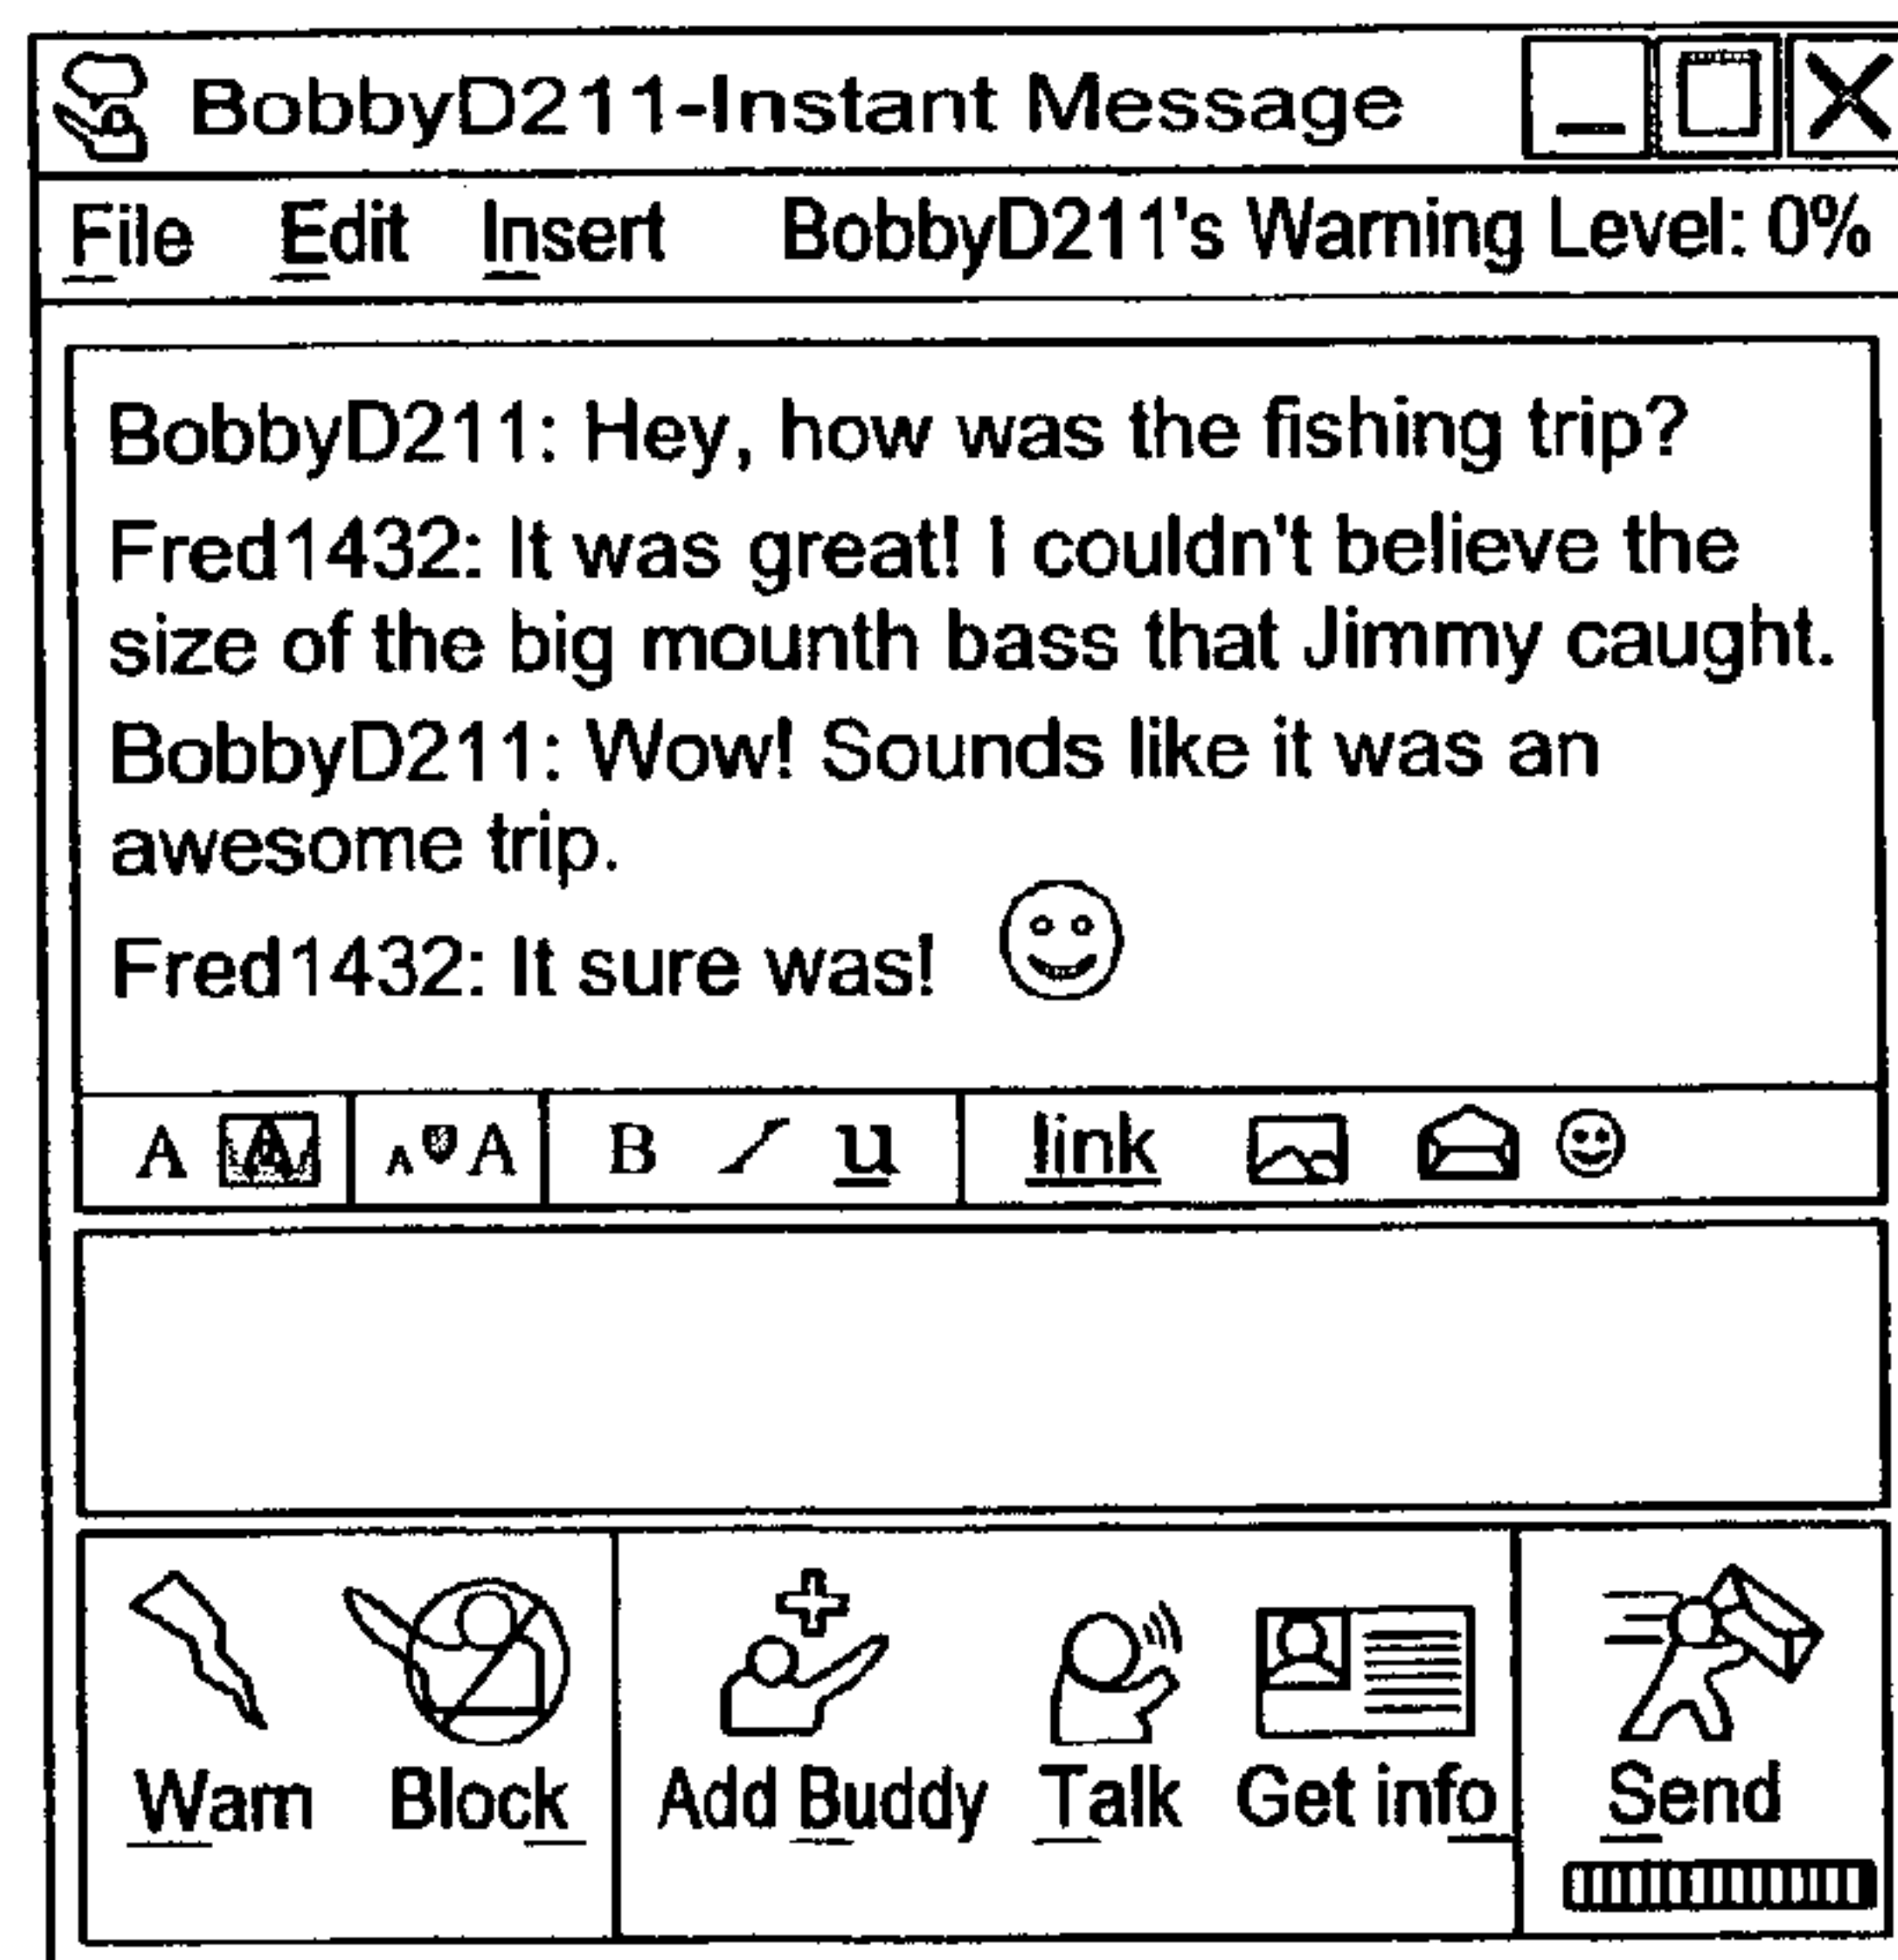 BobbyD211-Instant Message
File Edit Insert BobbyD211's Warning Level: 0%
BobbyD211: Hey, how was the fishing trip?
Fred1432: It was great! I couldn't believe the
size of the big mounth bass that Jimmy caught.
BobbyD211: Wow! Sounds like it was an
awesome trip.
Fred1432: It sure was!
A A A A B I u link
Warn Block Add Buddy Talk Get info Send